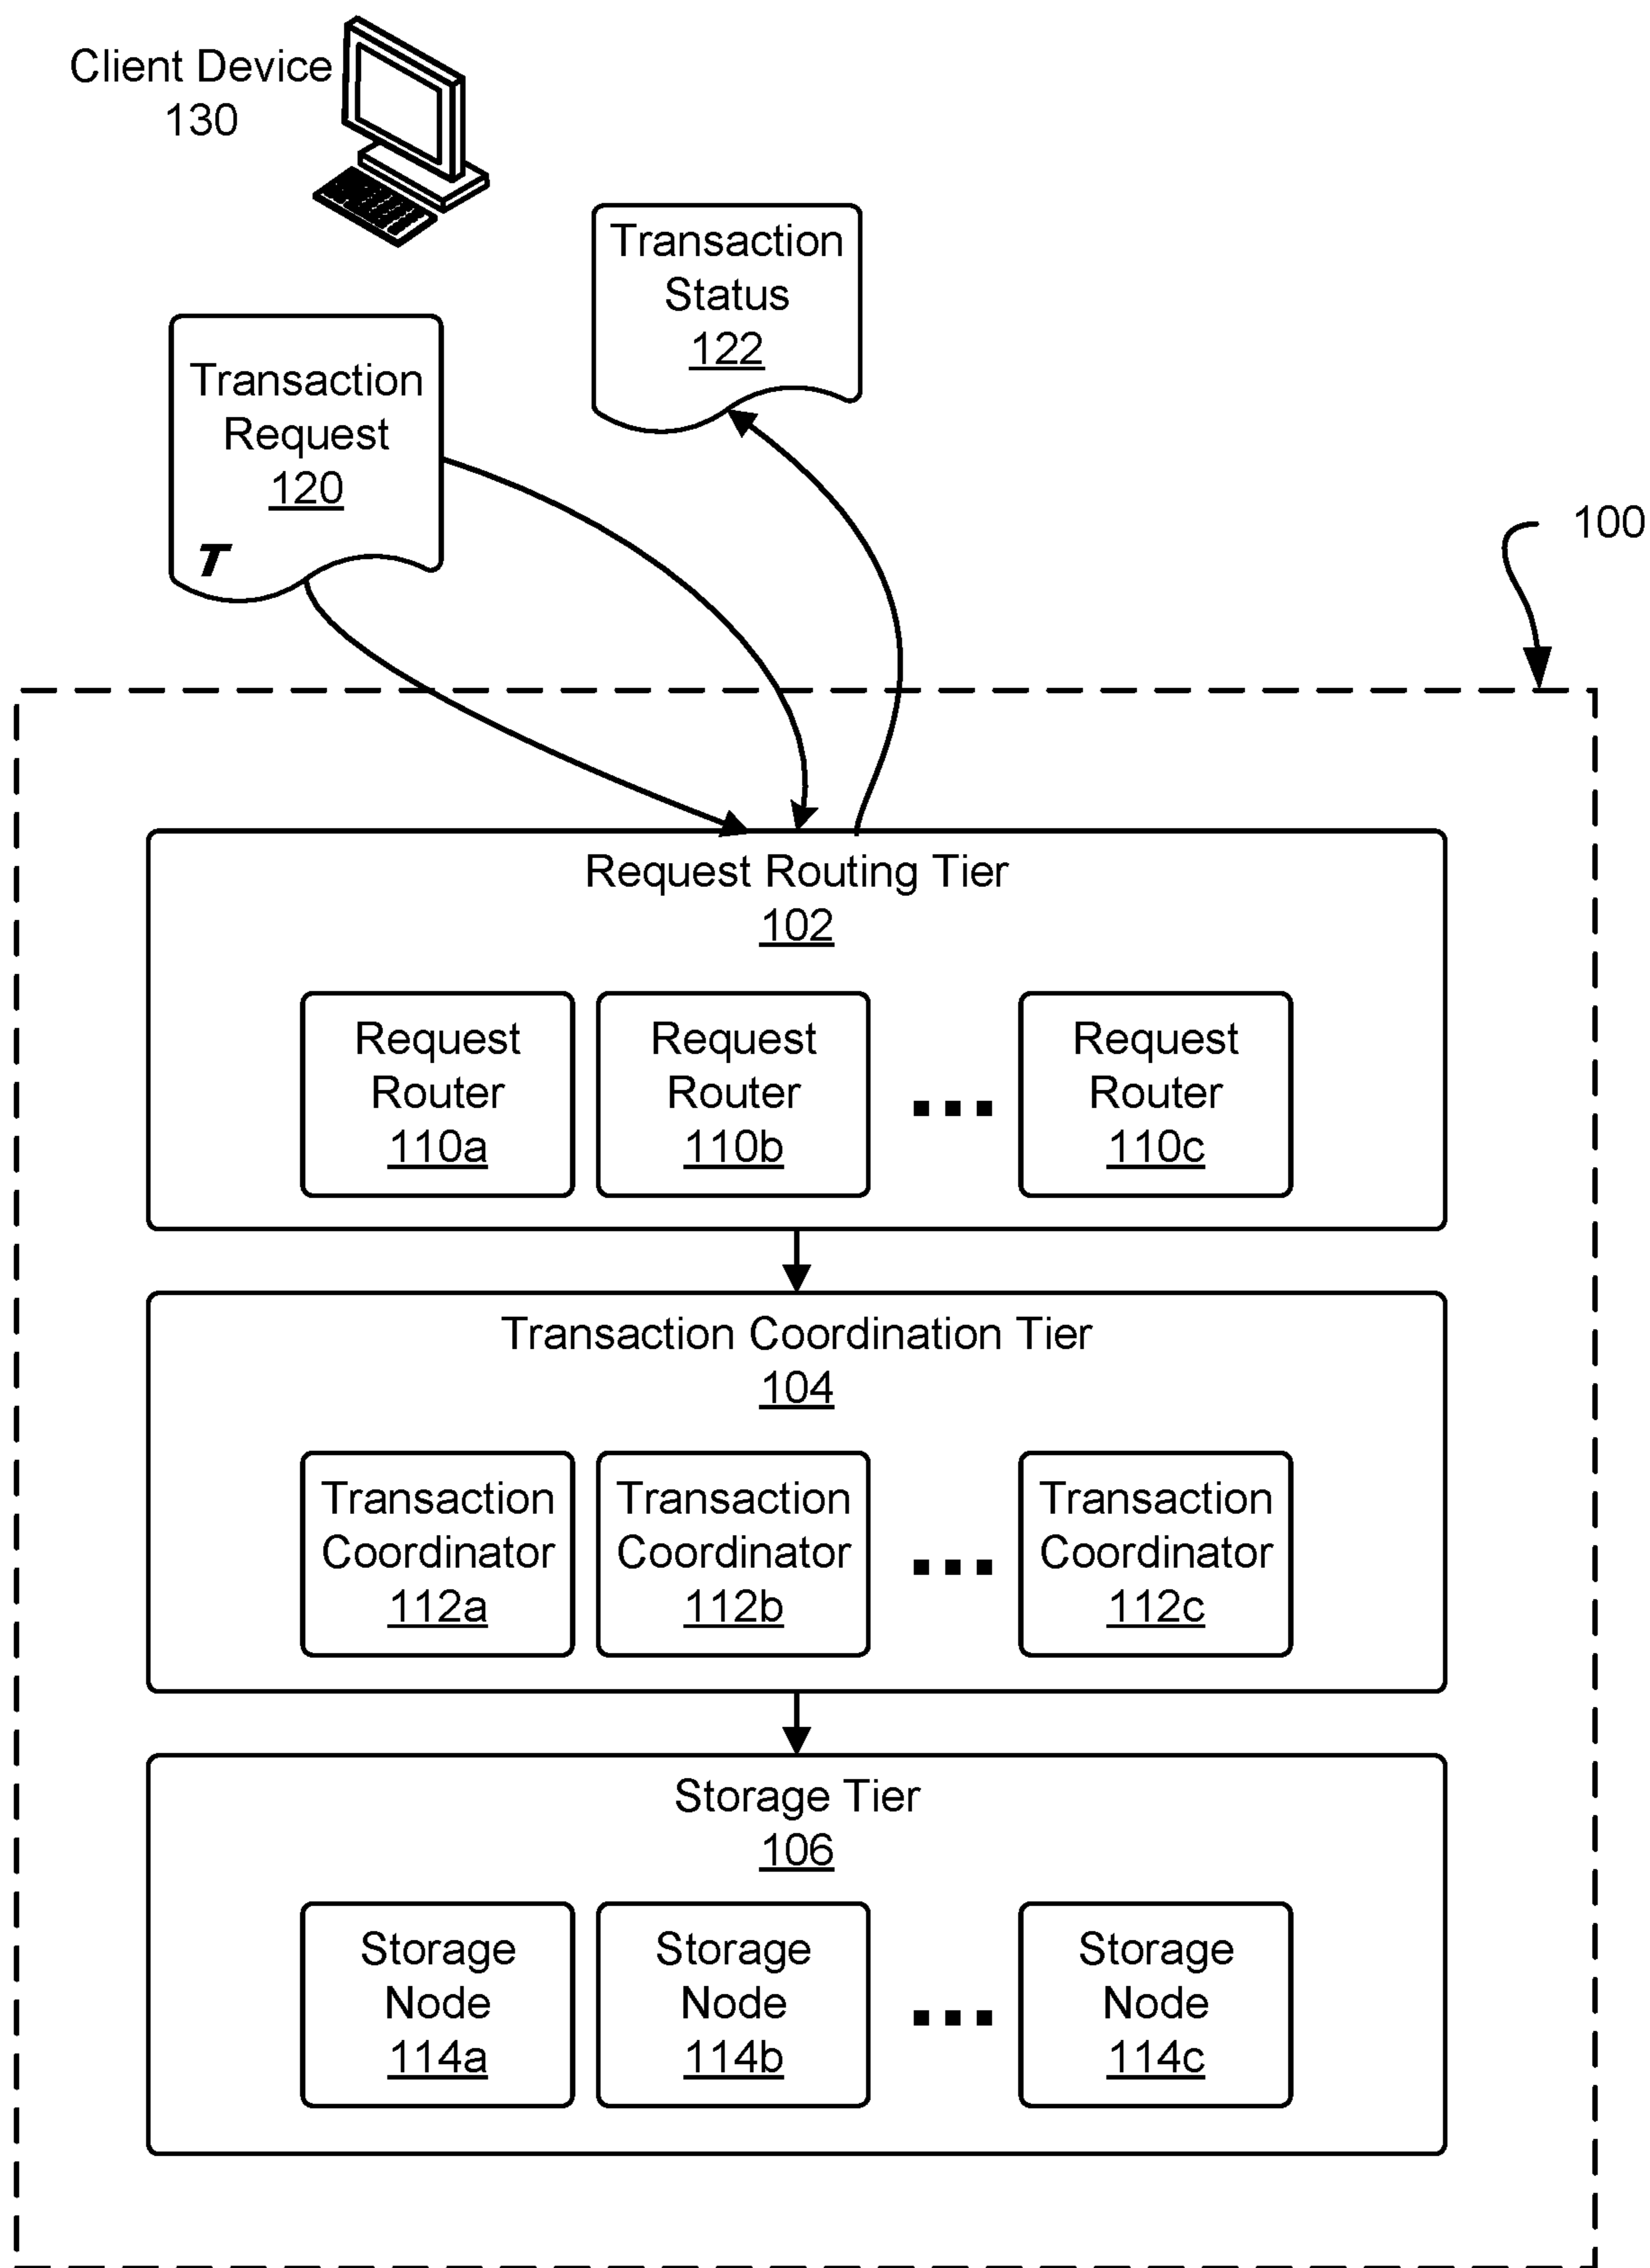 Client Device
130
Transaction
Status
122
Transaction
Request
120
T
100
Request Routing Tier
102
Request
Router
110a
Request
Router
110b
...
Request
Router
110c
Transaction Coordination Tier
104
Transaction
Coordinator
112a
Transaction
Coordinator
112b
...
Transaction
Coordinator
112c
Storage Tier
106
Storage
Node
114a
Storage
Node
114b
...
Storage
Node
114c